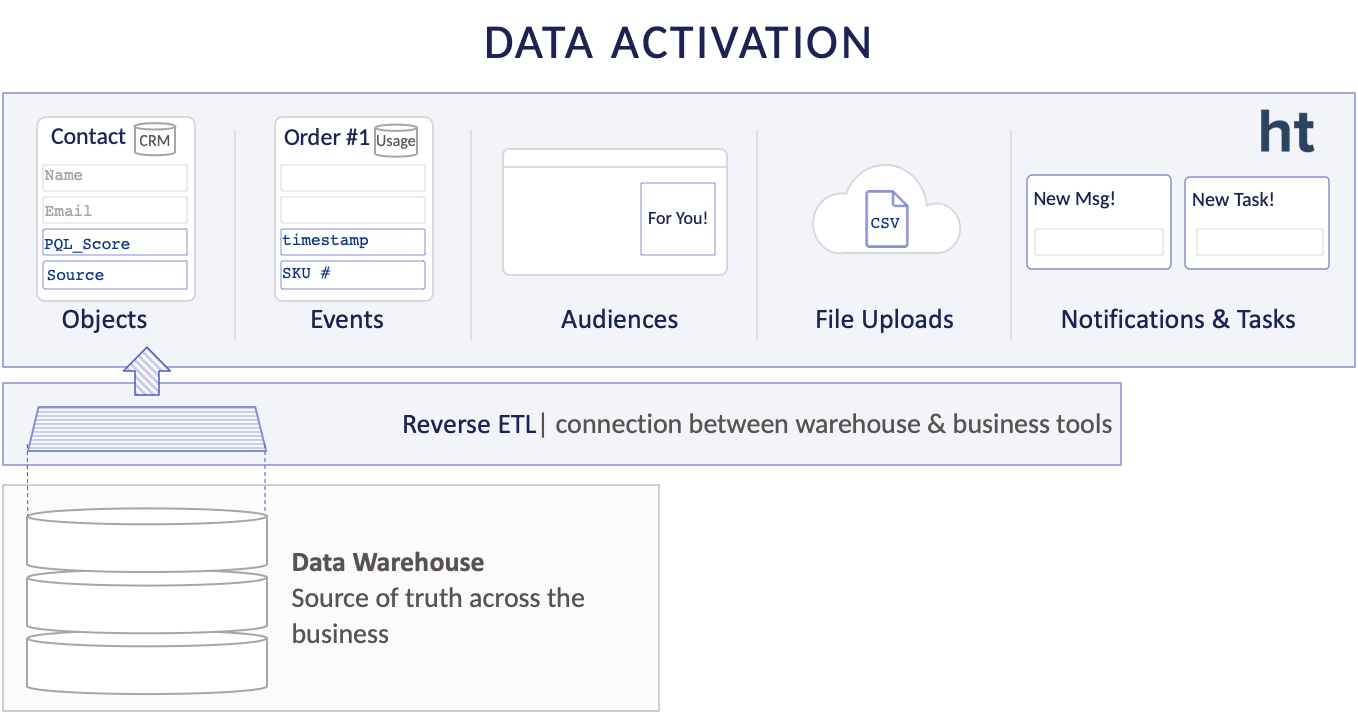 DATA ACTIVATION
ht
Contact CRM
Name
Email
PQL_Score
Source
Objects
Order #1 Usage
timestamp
SKU #
Events
For You!
Audiences
CSV
File Uploads
New Msg!
New Task!
Notifications & Tasks
Reverse ETL| connection between warehouse & business tools
Data Warehouse
Source of truth across the
business